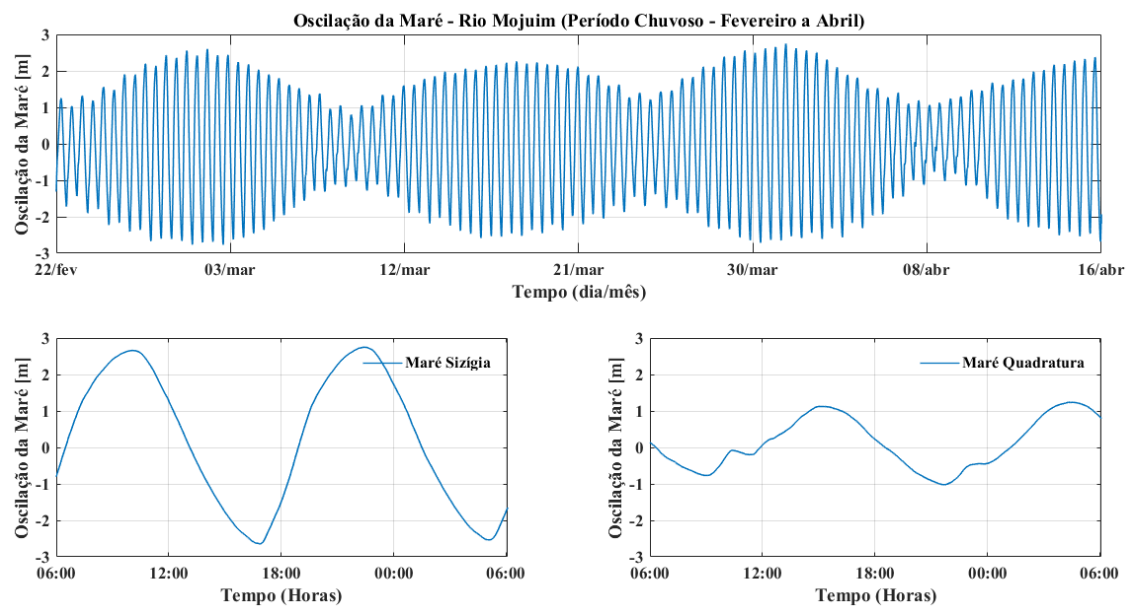 Oscilação da Maré - Rio Mojuim (Período Chuvoso - Fevereiro a Abril)
Oscilação da Maré [m]
3
2
1
0
-1
-2
-3
22/fev 03/mar 12/mar 21/mar 30/mar 08/abr 16/abr
Tempo (dia/mês)
Oscilação da Maré [m]
3
2
1
0
-1
-2
-3
Maré Sizígia
06:00 12:00 18:00 00:00 06:00
Tempo (Horas)
Oscilação da Maré [m]
3
2
1
0
-1
-2
-3
Maré Quadratura
06:00 12:00 18:00 00:00 06:00
Tempo (Horas)